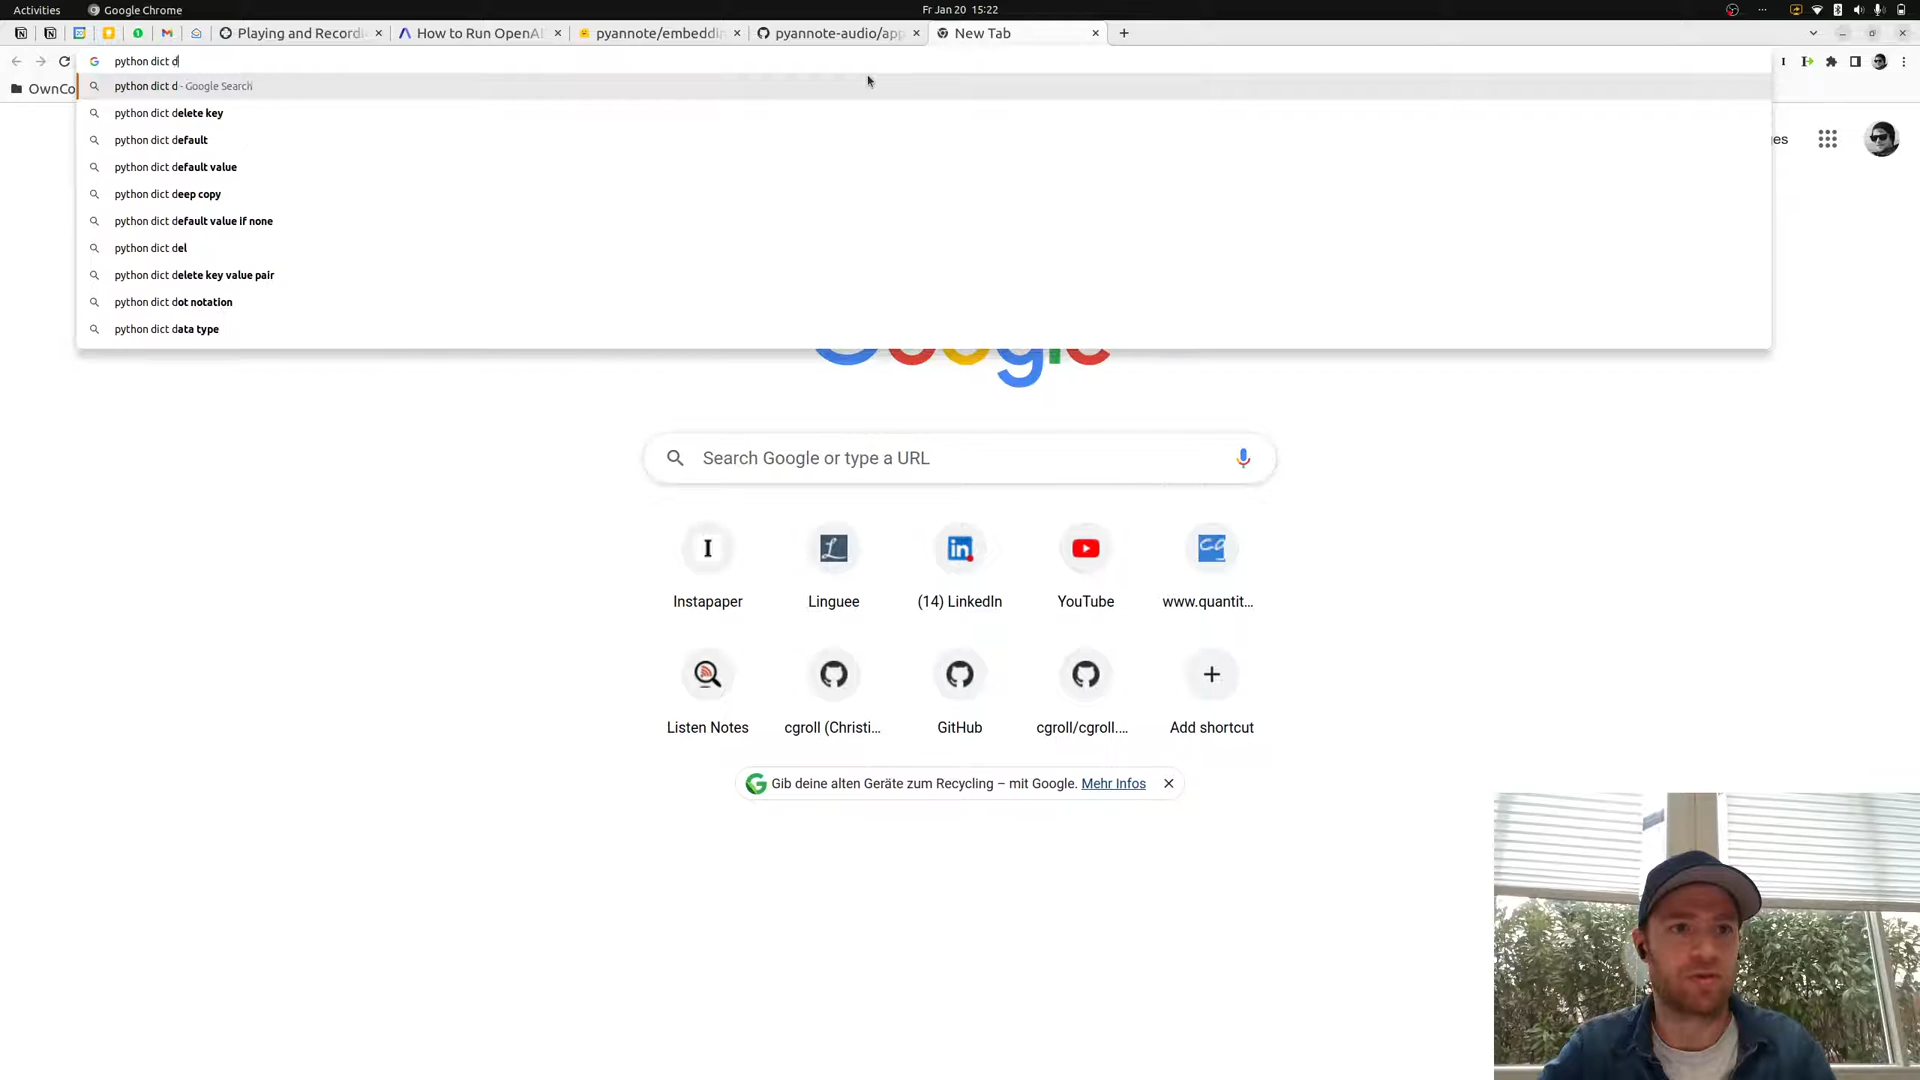 Activities
Google Chrome
Fr Jan 20 15:22
Playing and Recordi
How to Run OpenA
pyannote/embeddin
pyannote-audio/app
New Tab
python dict d
OwnCo
python dict d - Google Search
python dict delete key
python dict default
python dict default value
python dict deep copy
python dict default value if none
python dict del
python dict delete key value pair
python dict dot notation
python dict data type
es
Search Google or type a URL
Instapaper
Linguee
(14) LinkedIn
YouTube
www.quantit...
Listen Notes
cgroll (Christi...
GitHub
cgroll/cgroll....
Add shortcut
Gib deine alten Geräte zum Recycling – mit Google. Mehr Infos